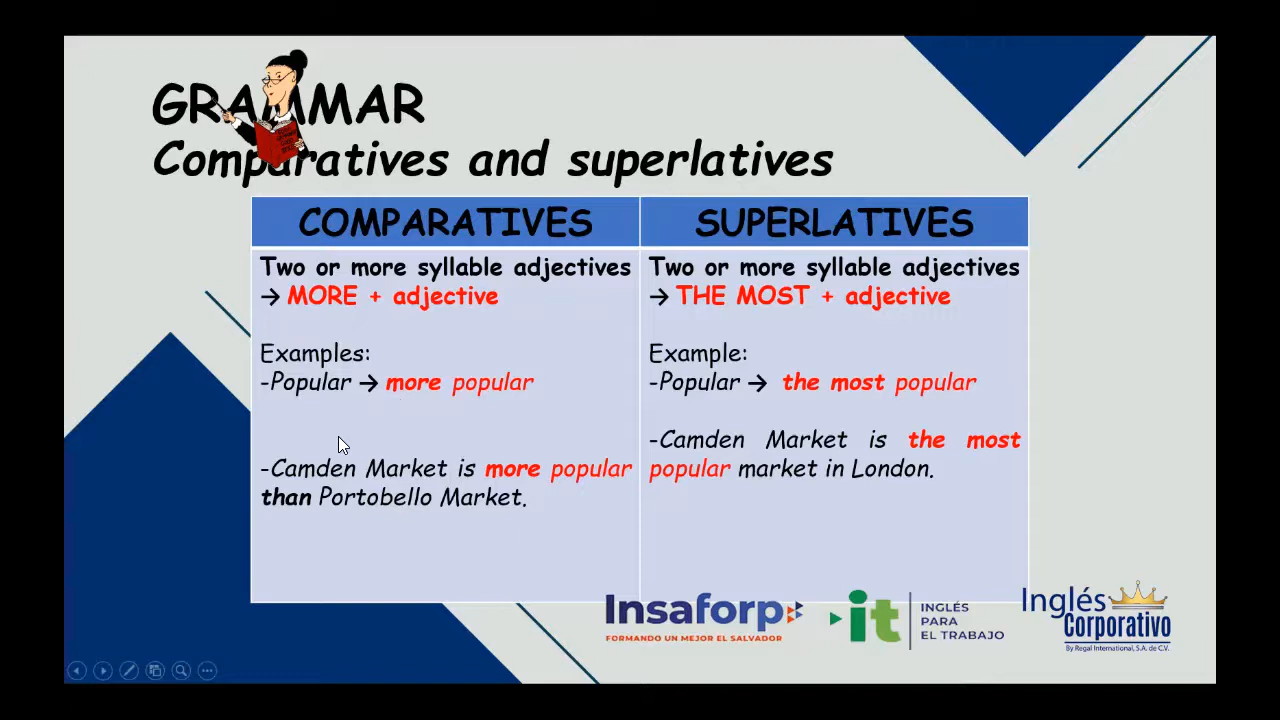 GRAMMAR
Comparatives and superlatives
COMPARATIVES
Two or more syllable adjectives
→ MORE + adjective
Examples:
-Popular → more popular
-Camden Market is more popular
than Portobello Market.
SUPERLATIVES
Two or more syllable adjectives
→ THE MOST + adjective
Example:
-Popular → the most popular
-Camden Market is the most
popular market in London.
Insaforp
FORMANDO UN MEJOR EL SALVADOR
it
INGLÉS
PARA
EL TRABAJO
Inglés
Corporativo
By Regal International, S.A. de C.V.